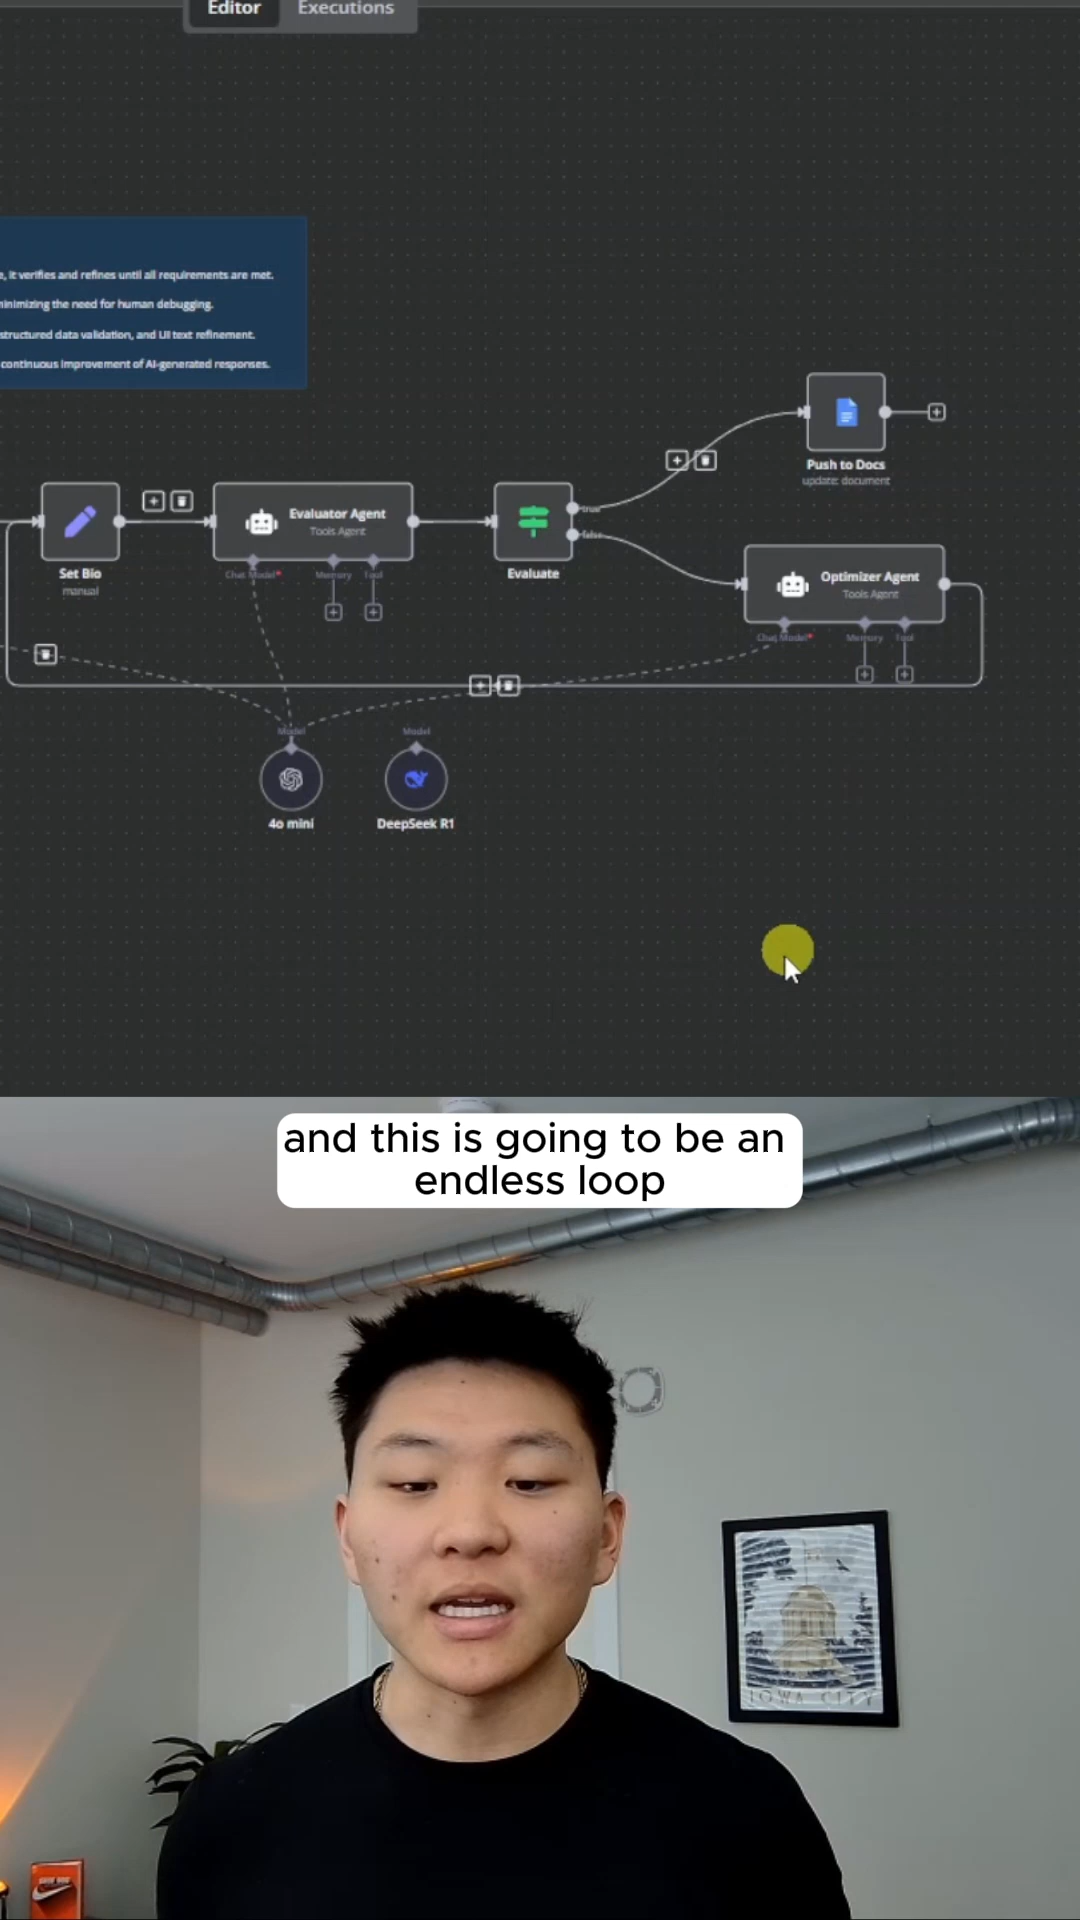 Editor Executions
, it verifies and refines until all requirements are met.
minimizing the need for human debugging.
structured data validation, and UI text refinement.
continuous improvement of AI-generated responses.
Push to Docs
update: document
true
false
Set Bio
manual
Evaluator Agent
Tools Agent
Chat Model*
Memory
Tool
Evaluate
Optimizer Agent
Tools Agent
Chat Model*
Memory
Tool
Model
Model
4o mini
DeepSeek R1
and this is going to be an
endless loop
IOWA CITY